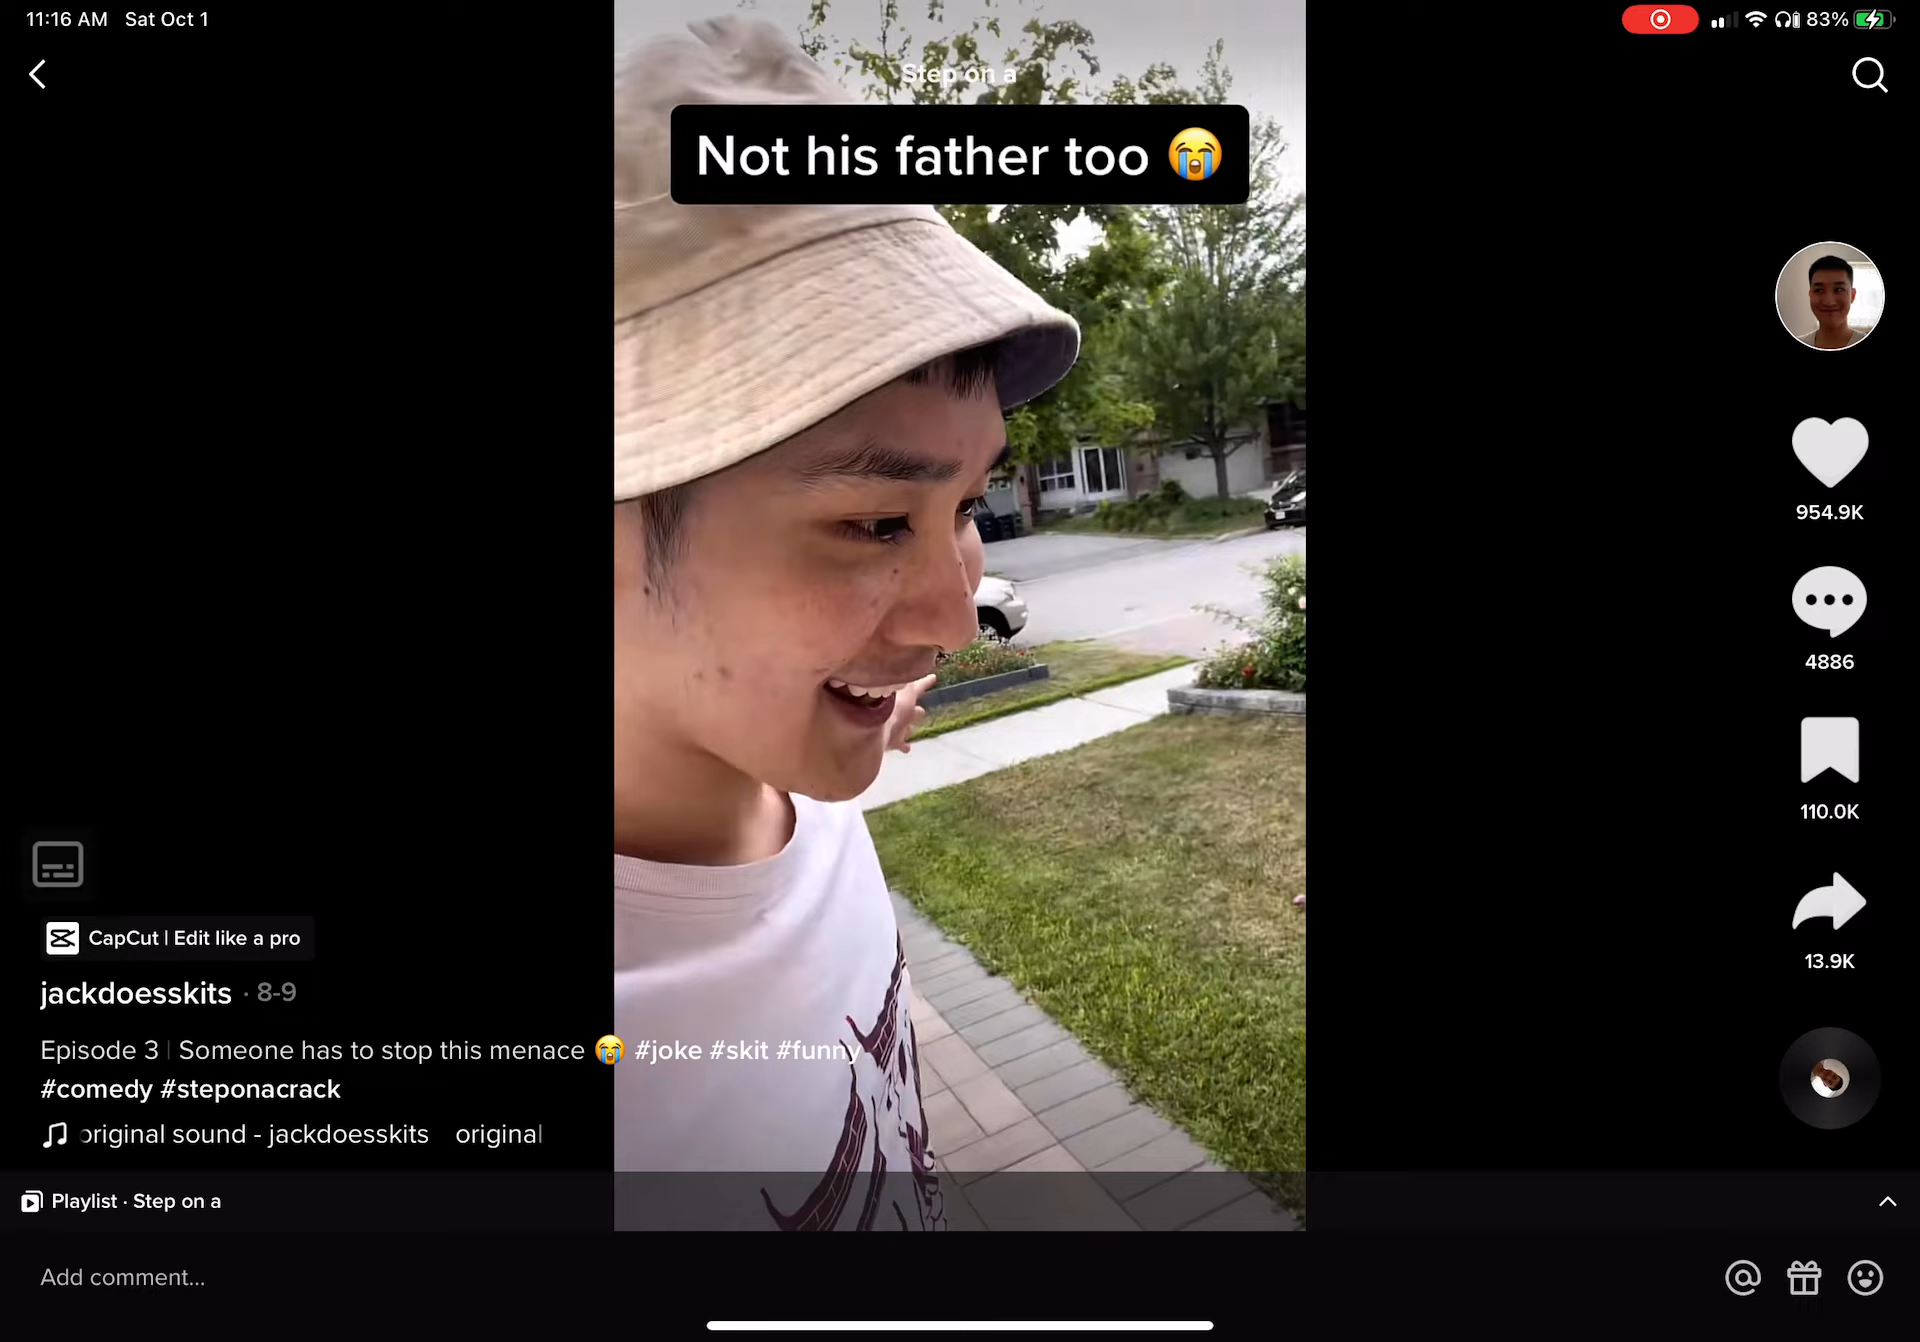 11:16 AM Sat Oct 1
83%
Step on a
Not his father too 😭
954.9K
4886
110.0K
13.9K
CapCut | Edit like a pro
jackdoesskits · 8-9
Episode 3 | Someone has to stop this menace 😭 #joke #skit #funny
#comedy #steponacrack
original sound - jackdoesskits original
Playlist · Step on a
Add comment...